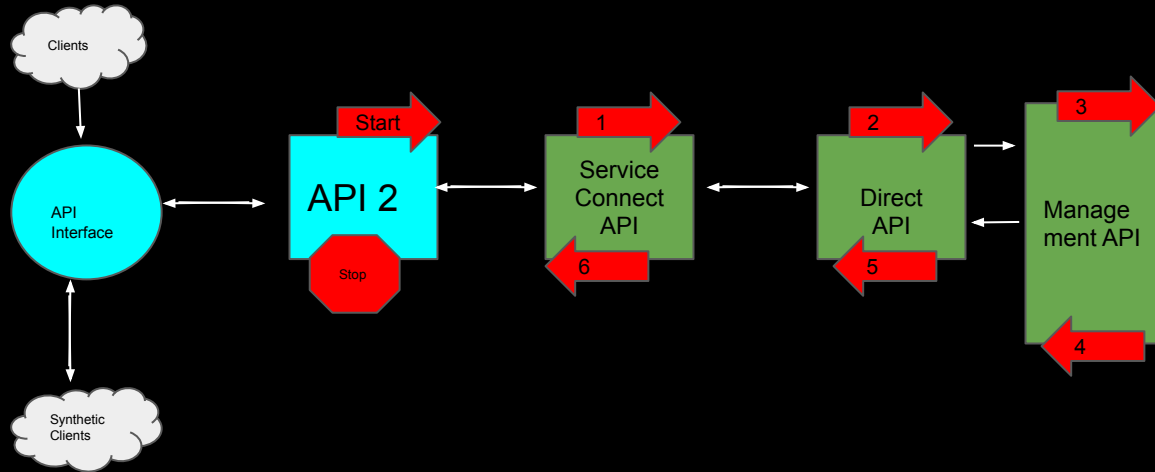 Clients
API
Interface
Synthetic
Clients
Start
API 2
Stop
1
Service
Connect
API
6
2
Direct
API
5
3
Manage
ment API
4